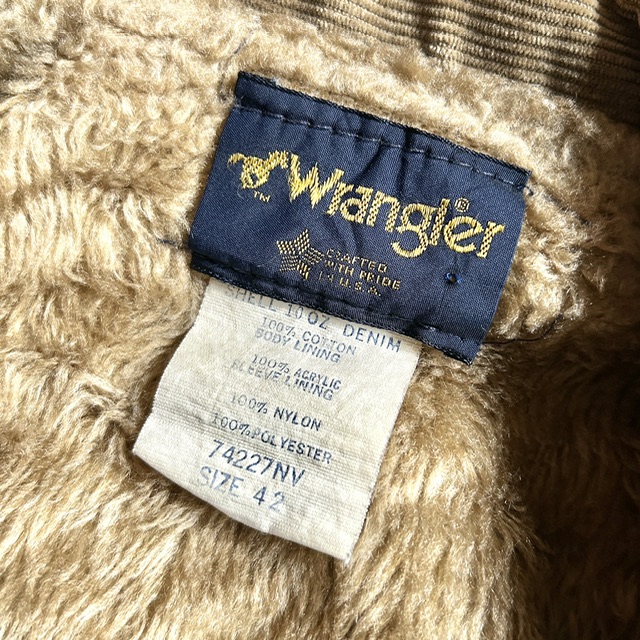 Wrangler®
™
CRAFTED
WITH PRIDE
IN U.S.A.
SHELL 10 OZ DENIM
100% COTTON
BODY LINING
100% ACRYLIC
SLEEVE LINING
100% NYLON
100% POLYESTER
74227NV
SIZE 42